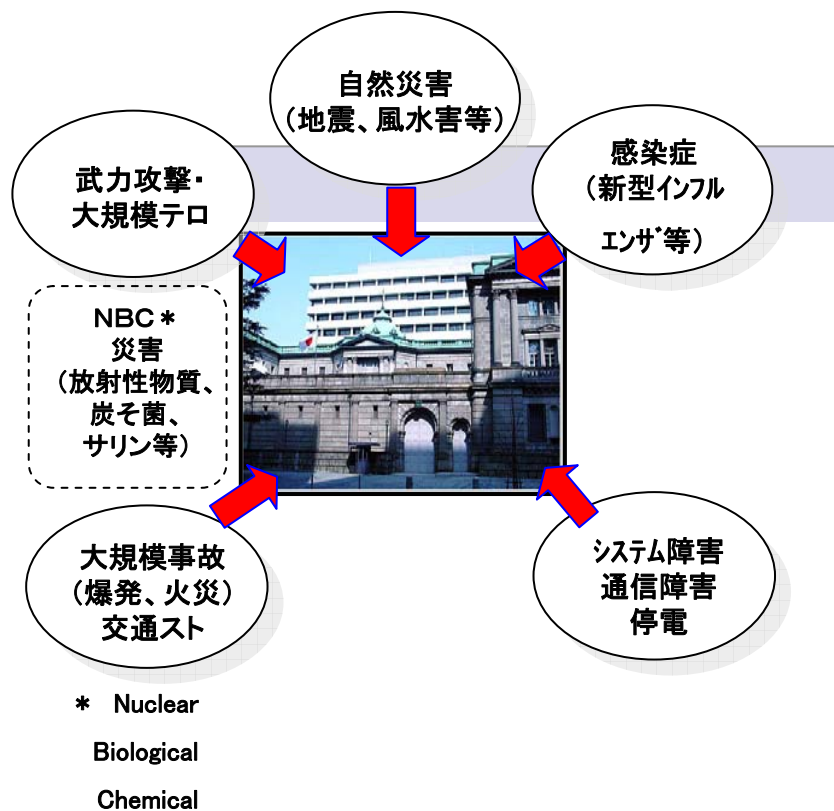 自然災害
（地震、風水害等）
武力攻撃・
大規模テロ
感染症
（新型インフル
ｴﾝｻﾞ等）
ＮＢＣ＊
災害
（放射性物質、
炭そ菌、
サリン等）
大規模事故
（爆発、火災）
交通スト
ｼｽﾃﾑ障害
通信障害
停電
＊ Nuclear
Biological
Chemical